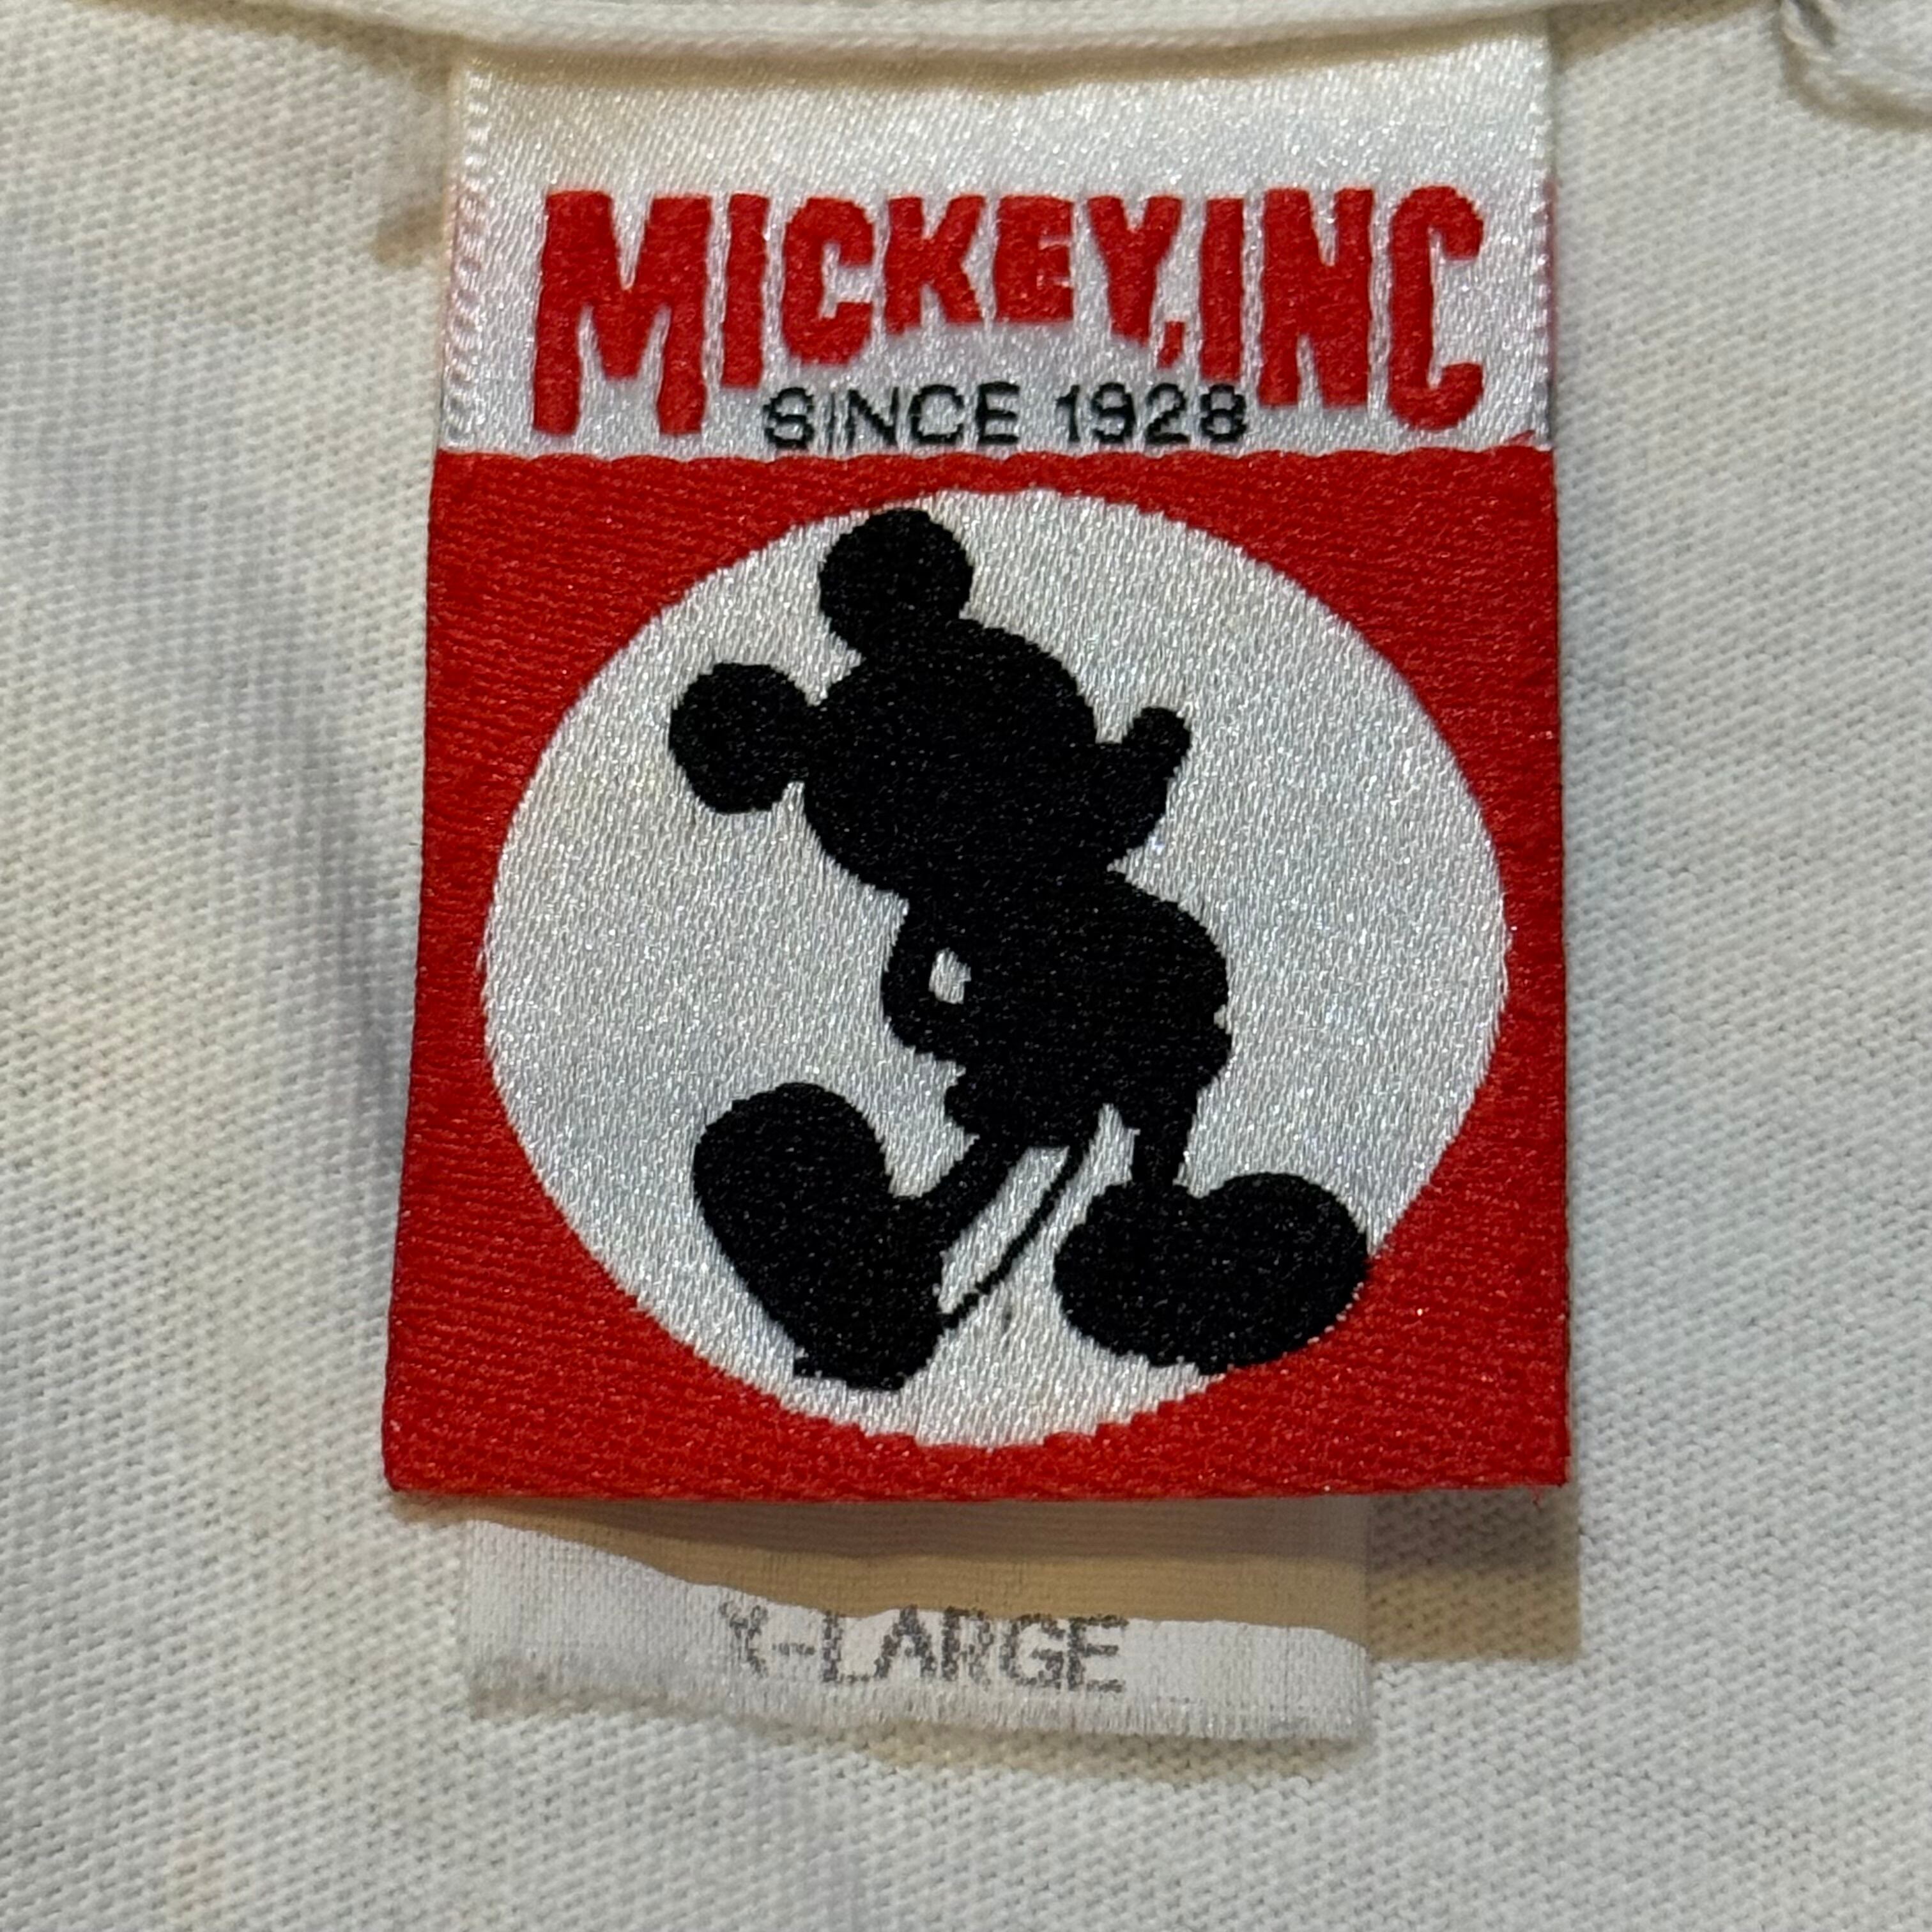 MICKEY, INC
SINCE 1928
X-LARGE